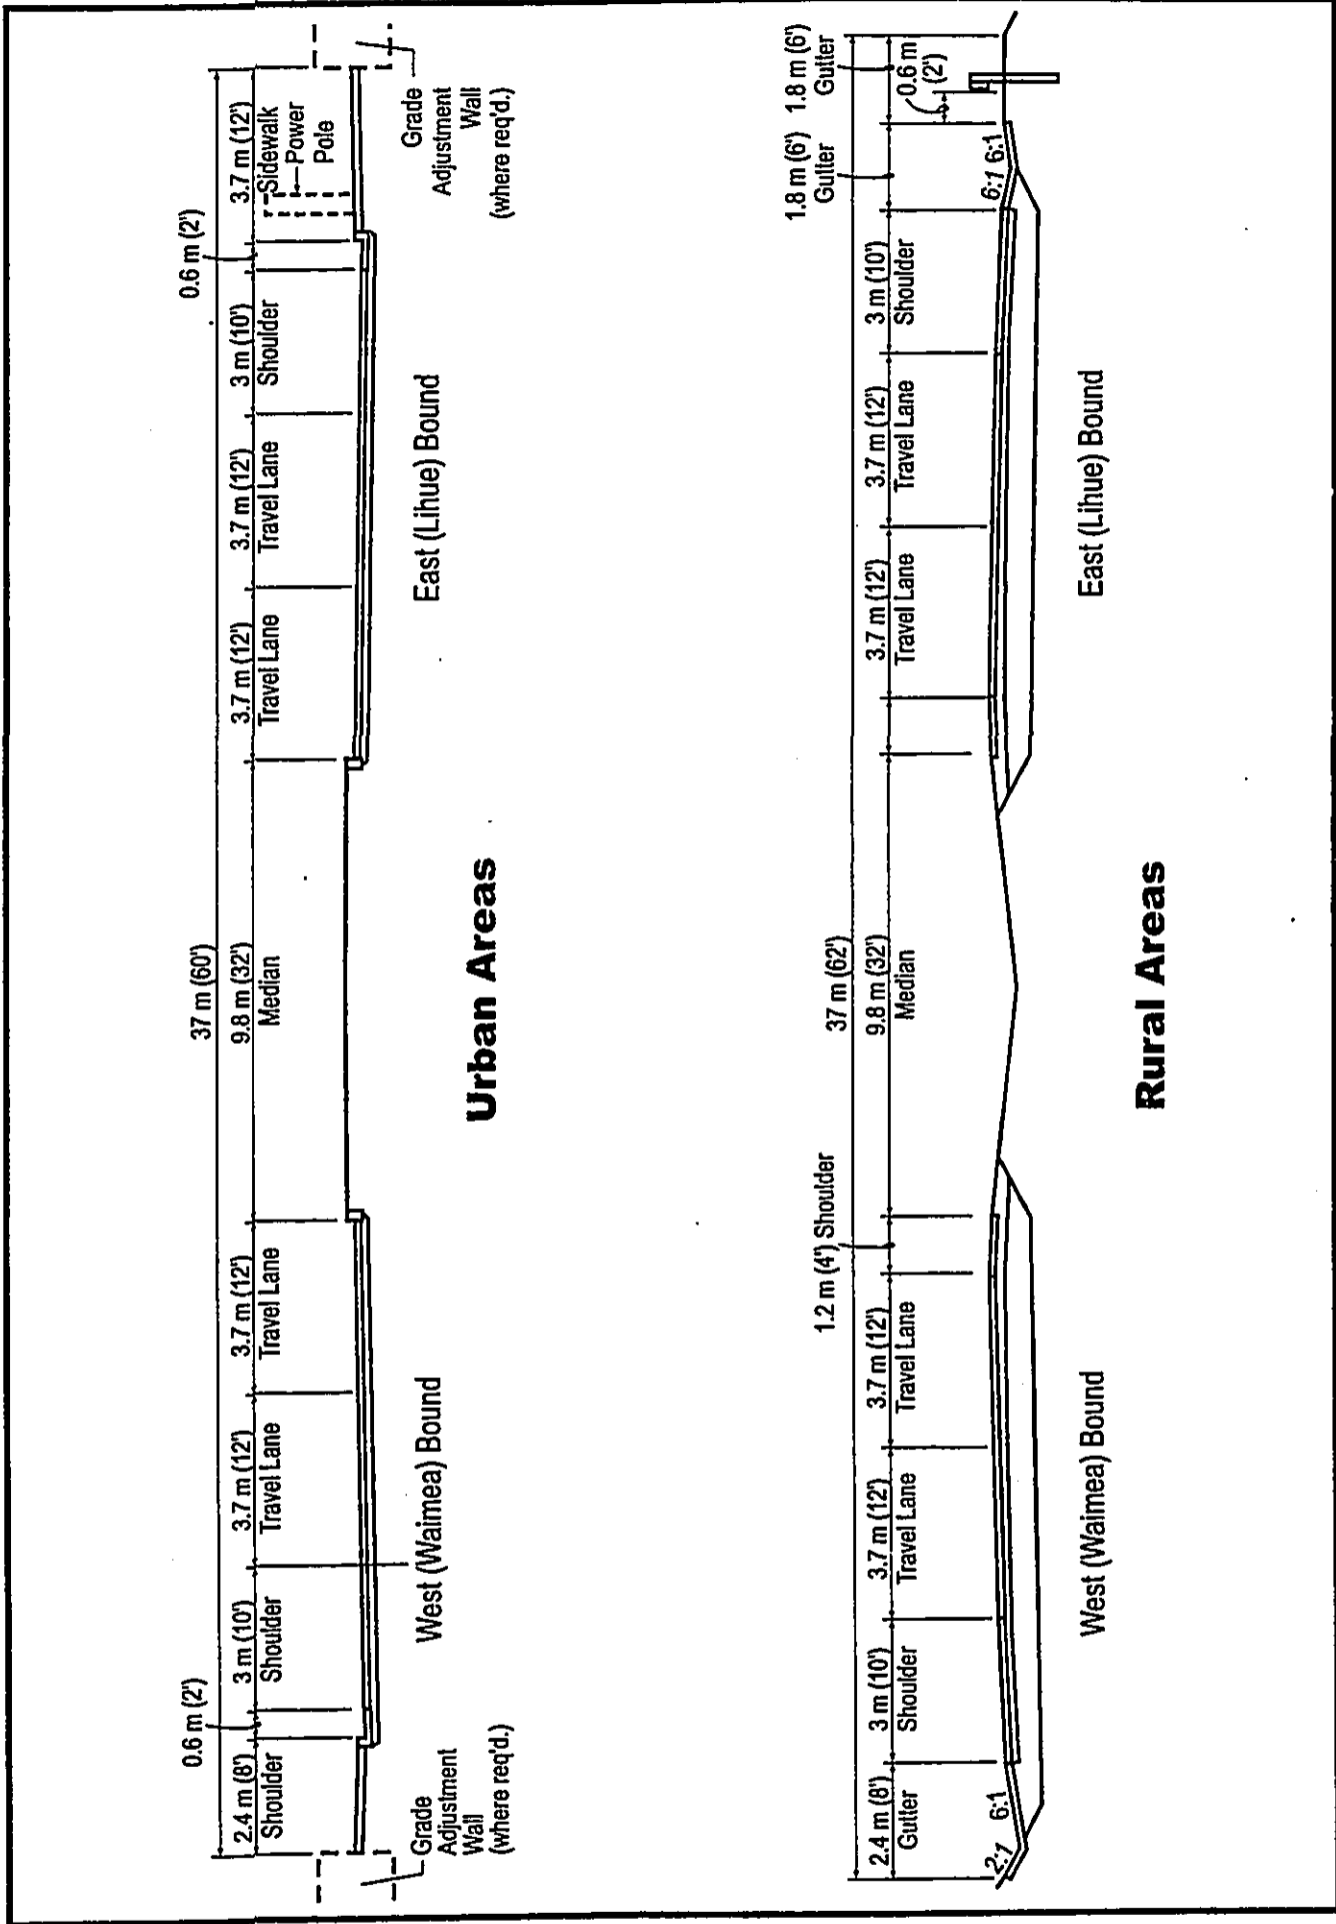 37 m (60')
0.6 m (2')
0.6 m (2')
2.4 m (8')
Shoulder
3 m (10')
Shoulder
3.7 m (12')
Travel Lane
3.7 m (12')
Travel Lane
9.8 m (32')
Median
3.7 m (12')
Travel Lane
3.7 m (12')
Travel Lane
3 m (10')
Shoulder
3.7 m (12')
Sidewalk
Power
Pole
Grade
Adjustment
Wall
(where req'd.)
West (Waimea) Bound
East (Lihue) Bound
Grade
Adjustment
Wall
(where req'd.)
Urban Areas
1.8 m (6')
Gutter
1.8 m (6')
Gutter
1.2 m (4') Shoulder
37 m (62')
0.6 m
(2')
2.4 m (8')
Gutter
3 m (10')
Shoulder
3.7 m (12')
Travel Lane
3.7 m (12')
Travel Lane
9.8 m (32')
Median
3.7 m (12')
Travel Lane
3.7 m (12')
Travel Lane
3 m (10')
Shoulder
2:1
6:1
6:1
6:1
West (Waimea) Bound
East (Lihue) Bound
Rural Areas